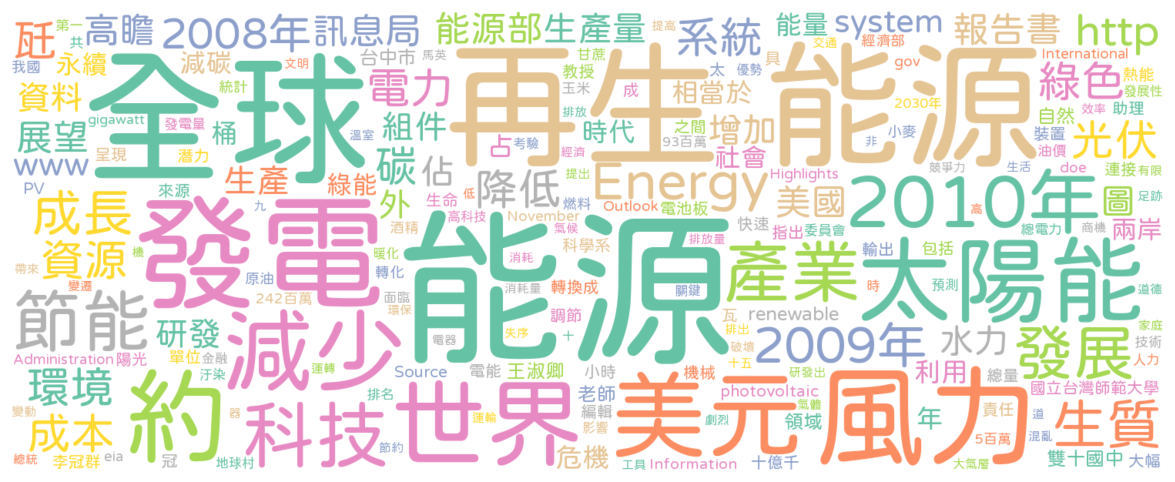 瓩 高瞻 2008年 訊息局 能源部 生產量 能量 system 報告書 http
第一 共 我國 永續 減碳 台中市 馬英 文明 系統 提高 交通 經濟部 具 gov International
全球 再生能源
資料 統計 電力 教授 甘蔗 玉米 太 優勢 成 相當於 2030年 綠色 熱能 發展性
展望 gigawatt 發電量 桶 組件 溫室 占 考驗 排放 經濟 時代 之間 93百萬 增加 小麥 非 自然 效率 助理 裝置 光伏
www 呈現 潛力 碳 佔 降低 提出 社會 油價 競爭力 生活 doe 連接 有限
PV 來源 生產 綠能 外 生命 低 燃料 Energy Highlights Outlook 電池板 美國 2010年 圖 足跡
成長 九 高科技 酒精 November 氣候 科學系 快速 指出 委員會 高 總電力 商機 兩岸
資源 機 發電 暖化 能源 消耗 排放量 產業 輸出 包括 太陽能
帶來 變遷 原油 轉化 242百萬 面臨 環保 消耗量 轉換成 關鍵 時 預測 道德
節能 研發 電器 失序 調節 十 瓦 renewable 排出 破壞 2009年 水力 發展 家庭 技術
Administration 陽光 單位 金融 汙染 減少 運轉 Source 電能 王淑卿 小時 機械 十五 研發出 利用 總量 人力
環境 約 排名 運輸 老師 編輯 影響 photovoltaic 氣體 國立台灣師範大學
變動 成本 器 科技 世界 美元 劇烈 領域 風力 年 責任 道 生質
總統 李冠群 eia 冠 地球村 節約 危機 工具 Information 十億千 大氣層 5百萬 混亂 雙十國中 大幅